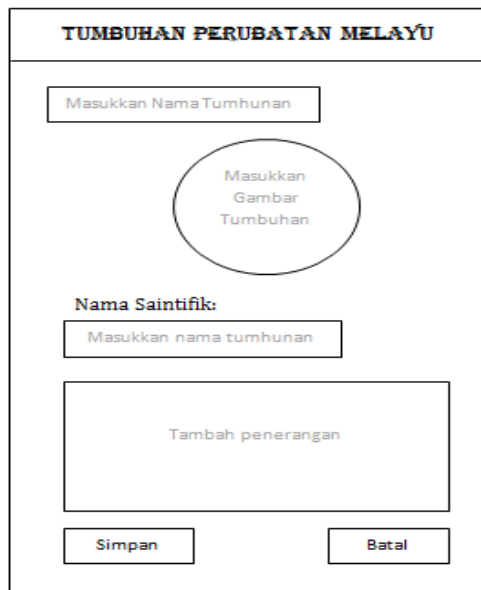 TUMBUHAN PERUBATAN MELAYU
Masukkan Nama Tumhunan
Masukkan
Gambar
Tumbuhan
Nama Saintifik:
Masukkan nama tumhunan
Tambah penerangan
Simpan
Batal